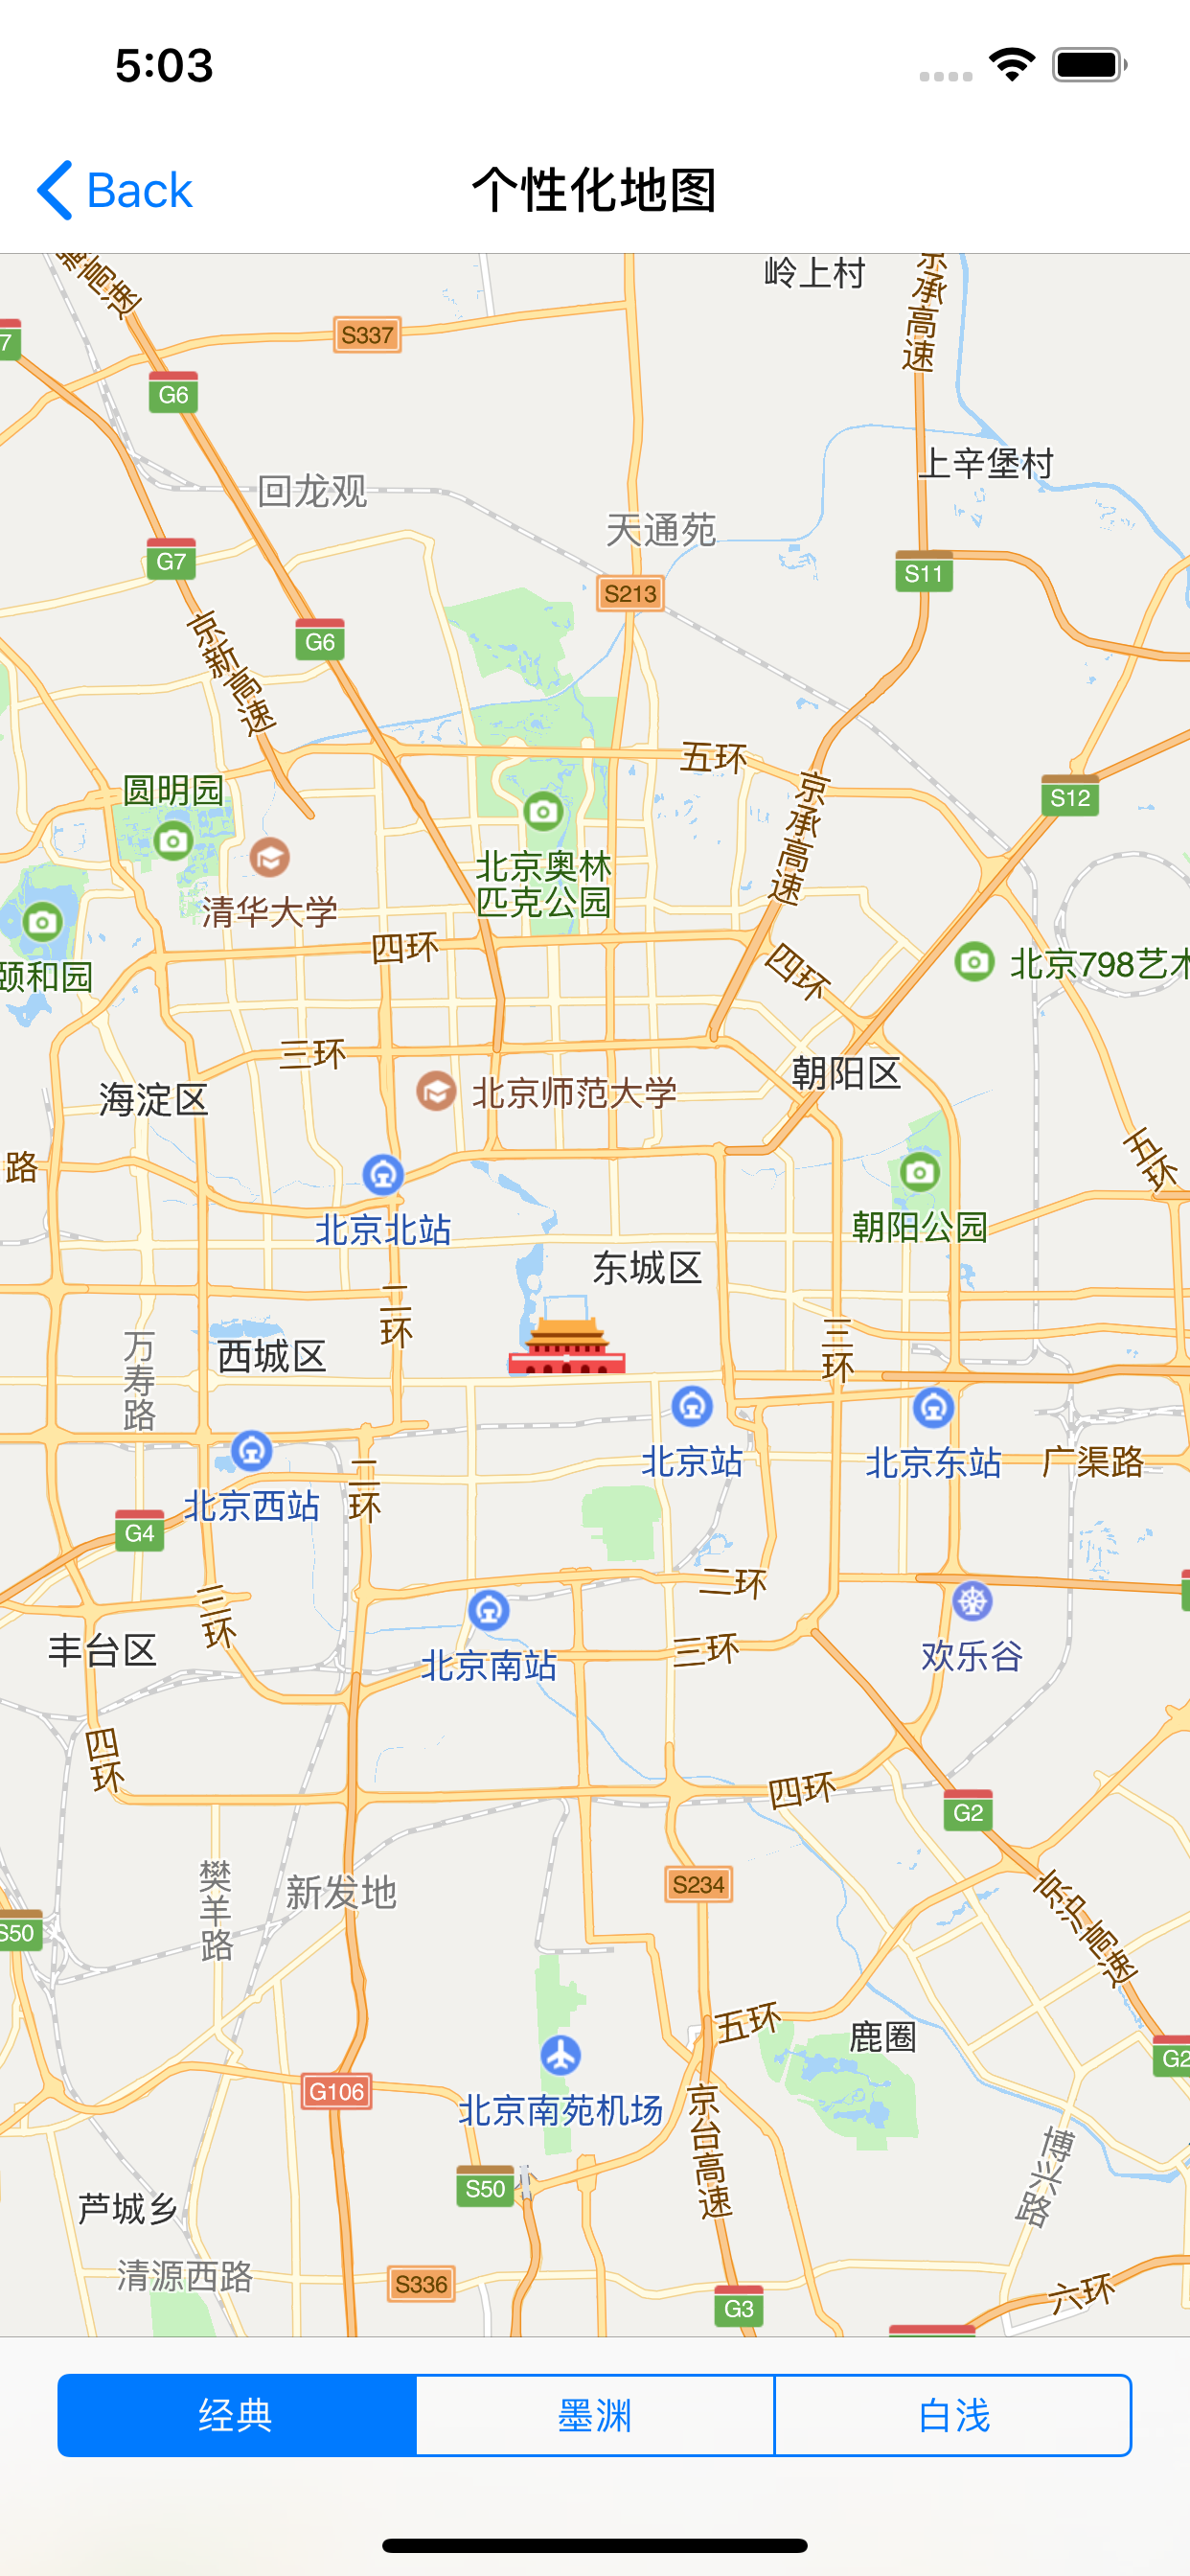 5:03
Back
个性化地图
高速
岭上村
京承高速
S337
7
G6
上辛堡村
回龙观
天通苑
G7
S11
S213
G6
京新高速
五环
圆明园
京承高速
S12
北京奥林
匹克公园
清华大学
四环
四环
颐和园
北京798艺术
三环
朝阳区
海淀区
北京师范大学
五环
路
北京北站
朝阳公园
东城区
二环
三环
万寿路
西城区
北京站
北京东站
广渠路
二环
北京西站
G4
二环
三环
丰台区
北京南站
三环
欢乐谷
四环
四环
G2
樊羊路
新发地
S234
京沪高速
S50
五环
鹿圈
G2
G106
北京南苑机场
京台高速
博兴路
S50
芦城乡
清源西路
S336
六环
G3
经典
墨渊
白浅